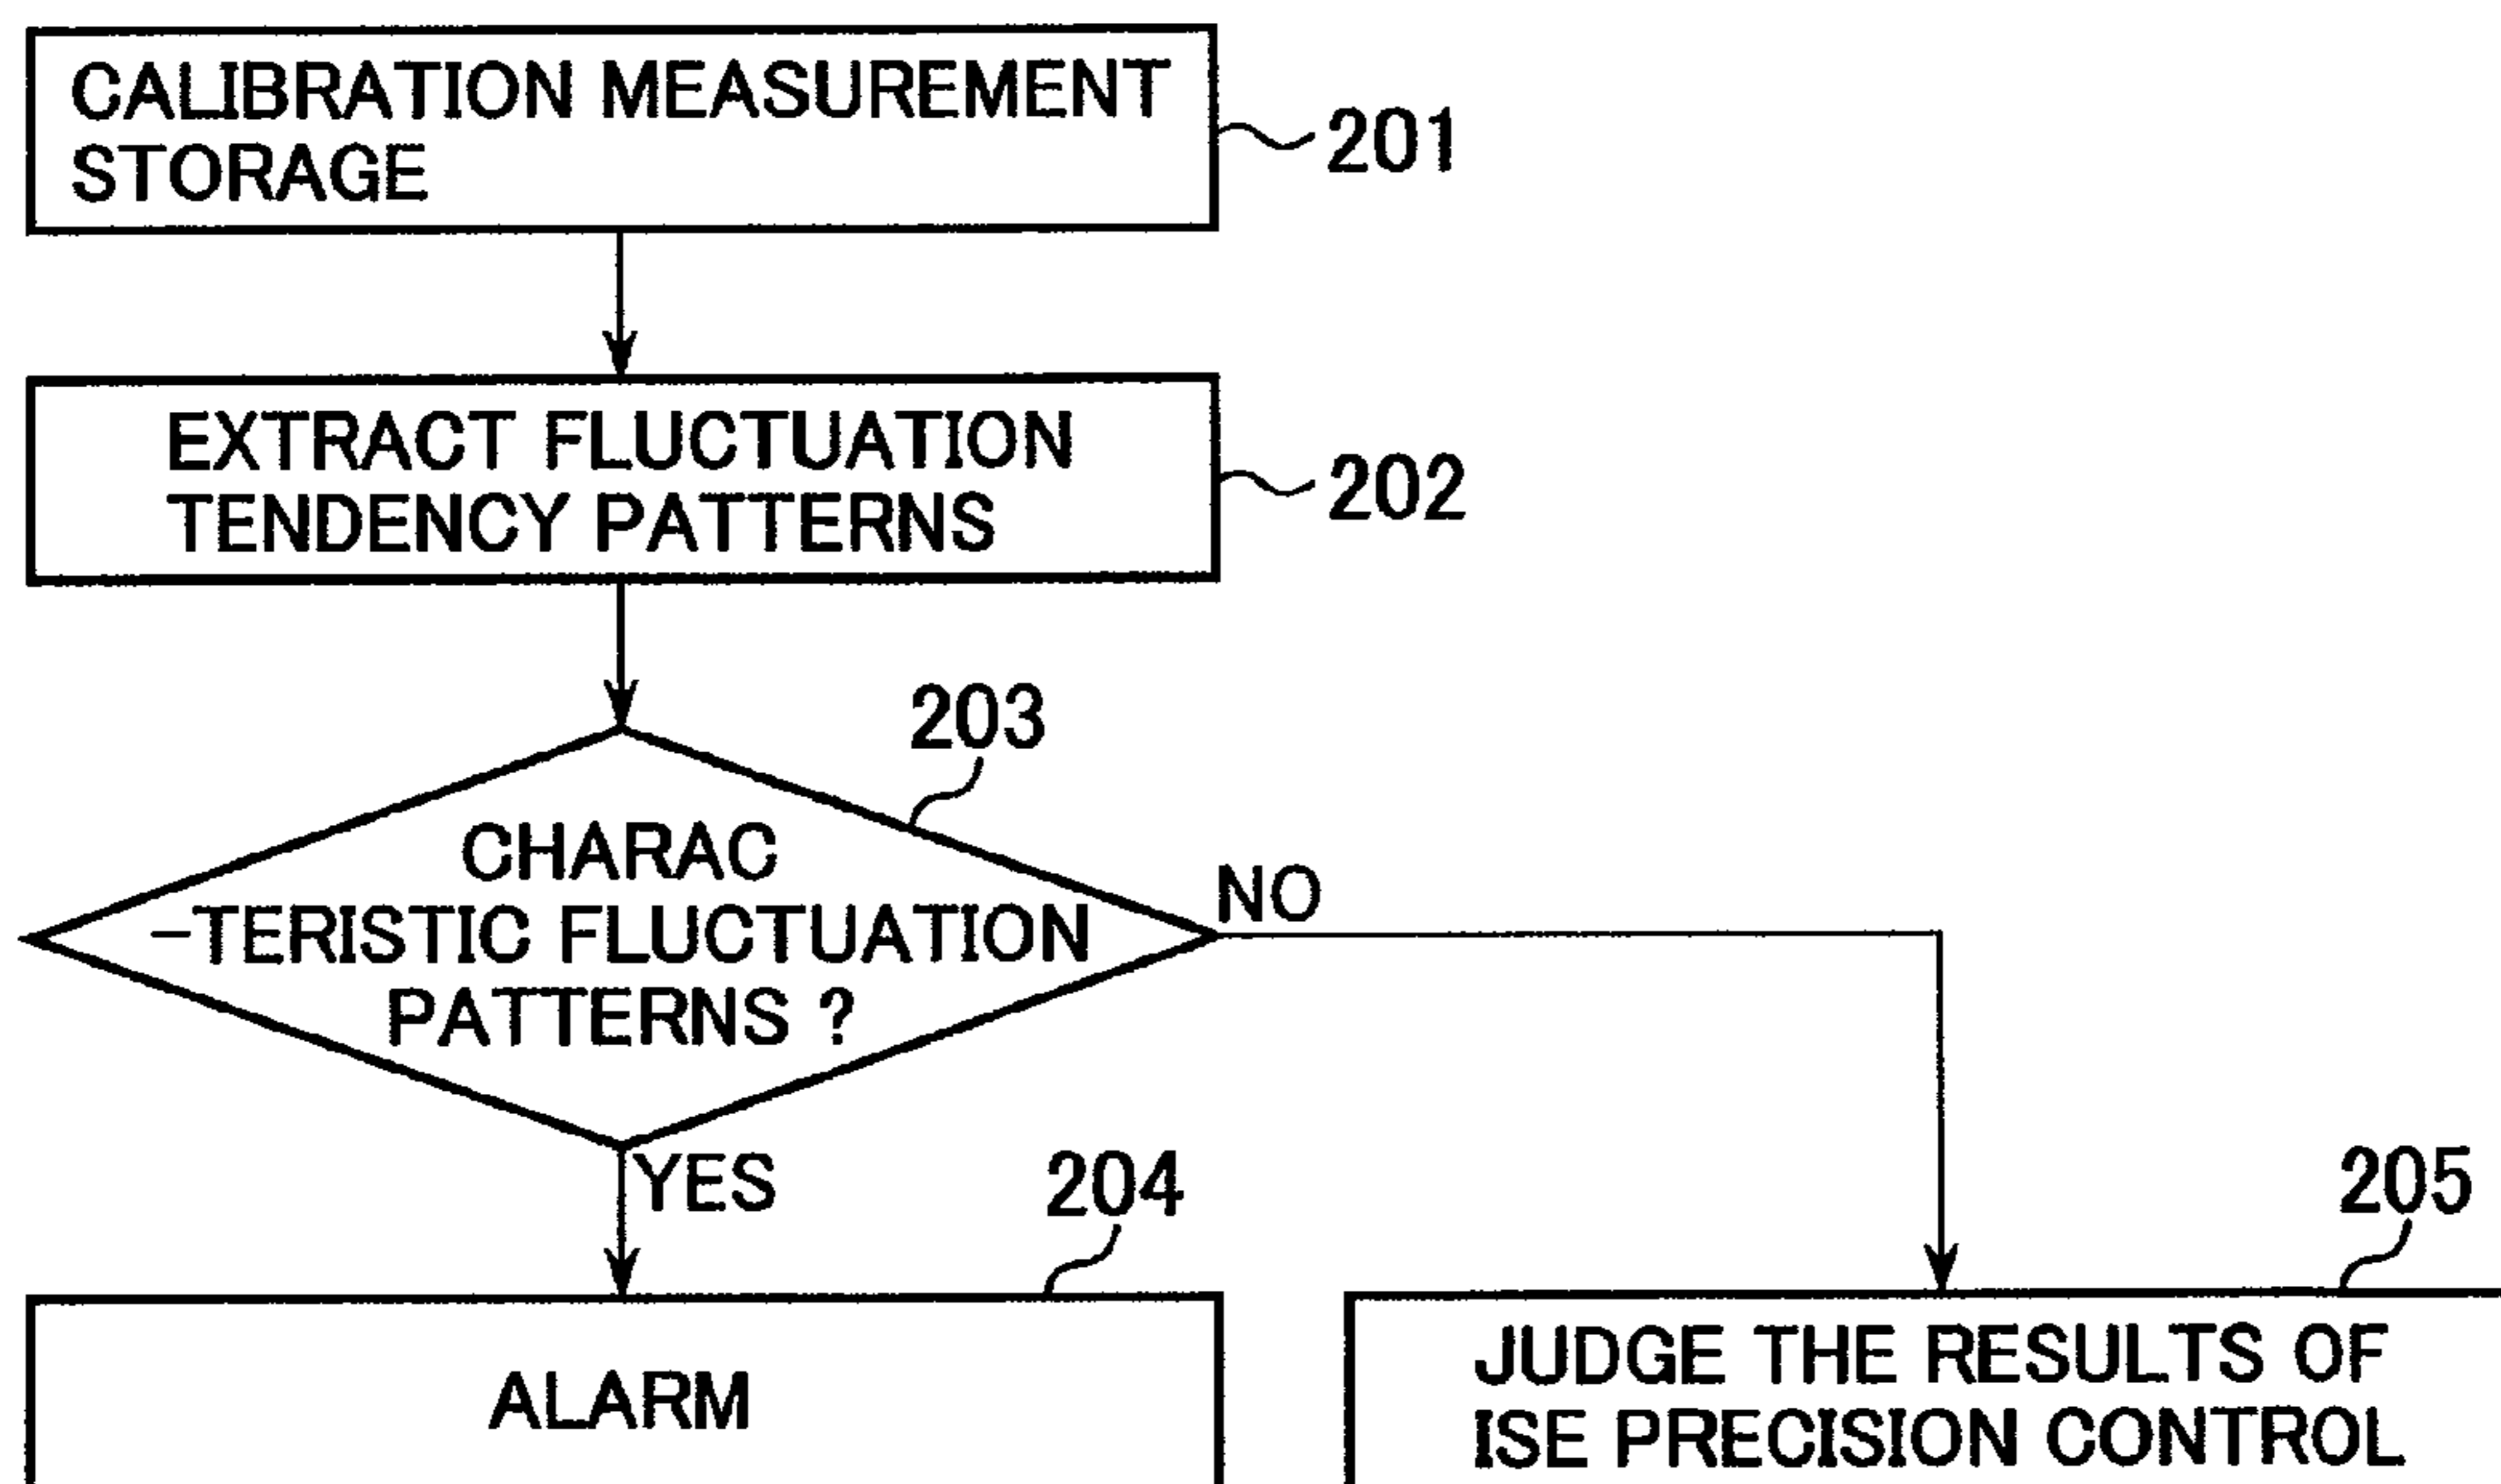 CALIBRATION MEASUREMENT
STORAGE
201
EXTRACT FLUCTUATION
TENDENCY PATTERNS
202
203
CHARAC
-TERISTIC FLUCTUATION
PATTERNS ?
NO
YES
204
205
ALARM
JUDGE THE RESULTS OF
ISE PRECISION CONTROL